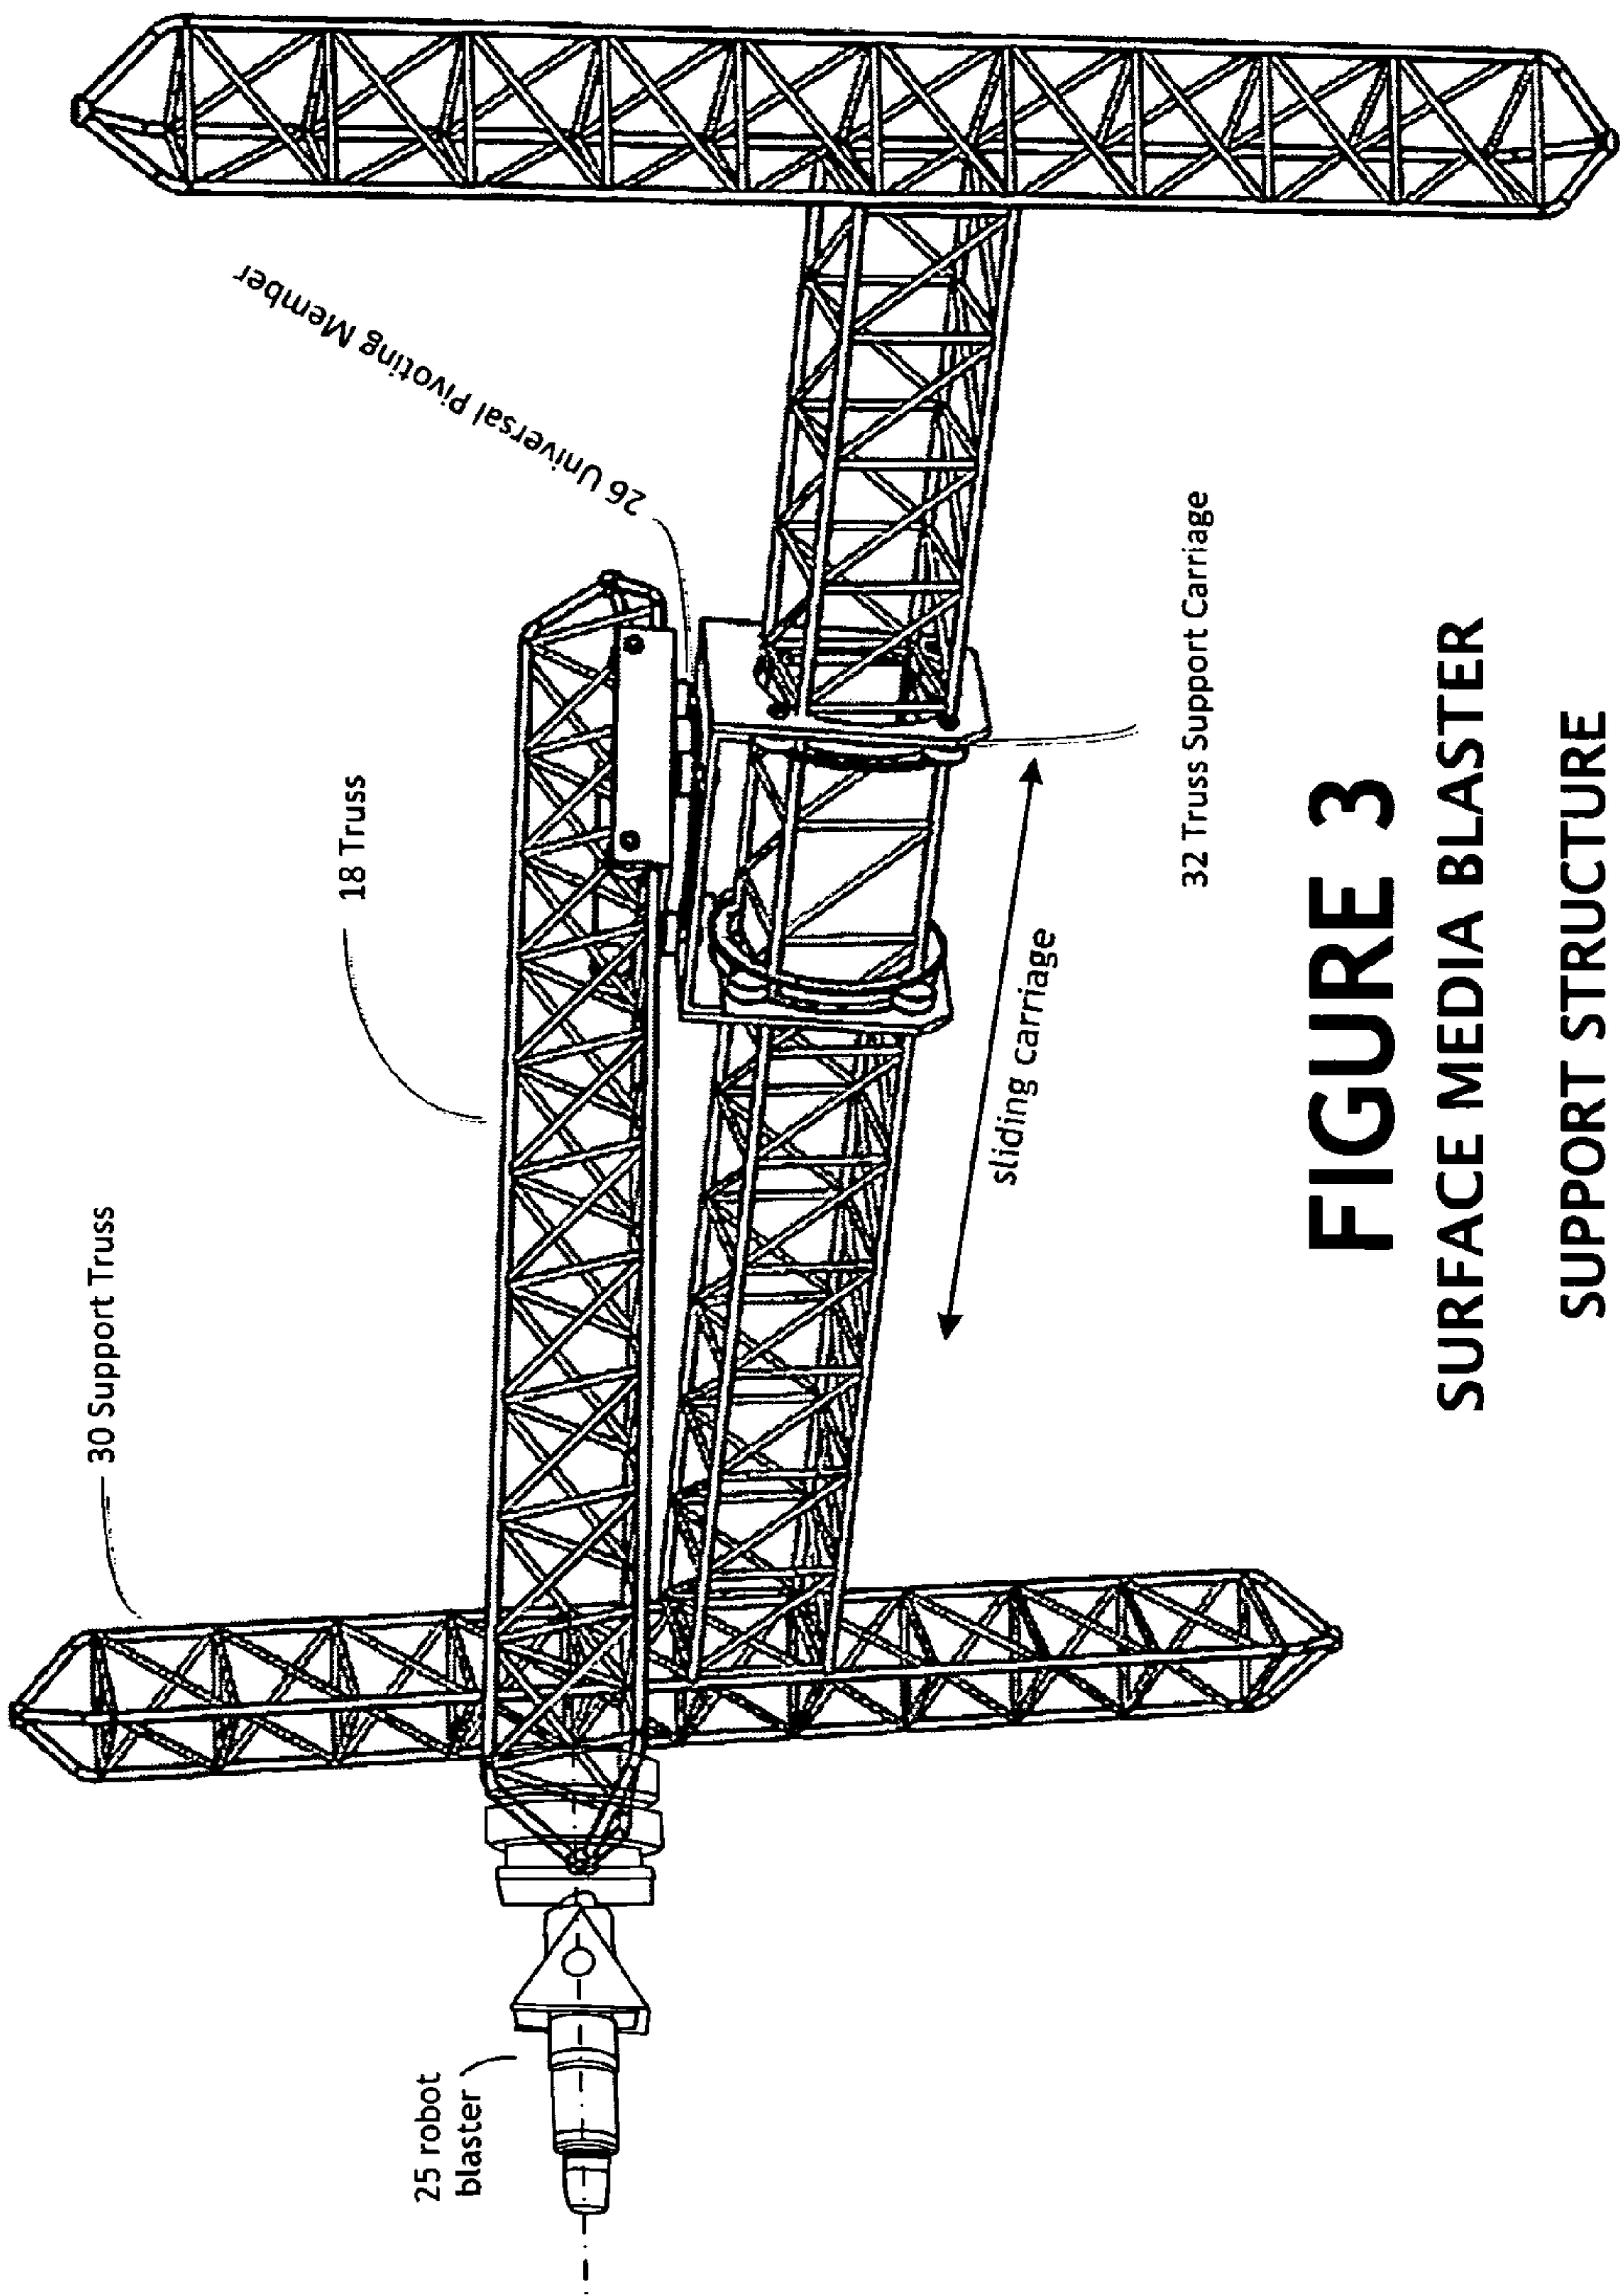 30 Support Truss
18 Truss
26 Universal Pivoting Member
25 robot
blaster
sliding carriage
32 Truss Support Carriage
FIGURE 3
SURFACE MEDIA BLASTER
SUPPORT STRUCTURE